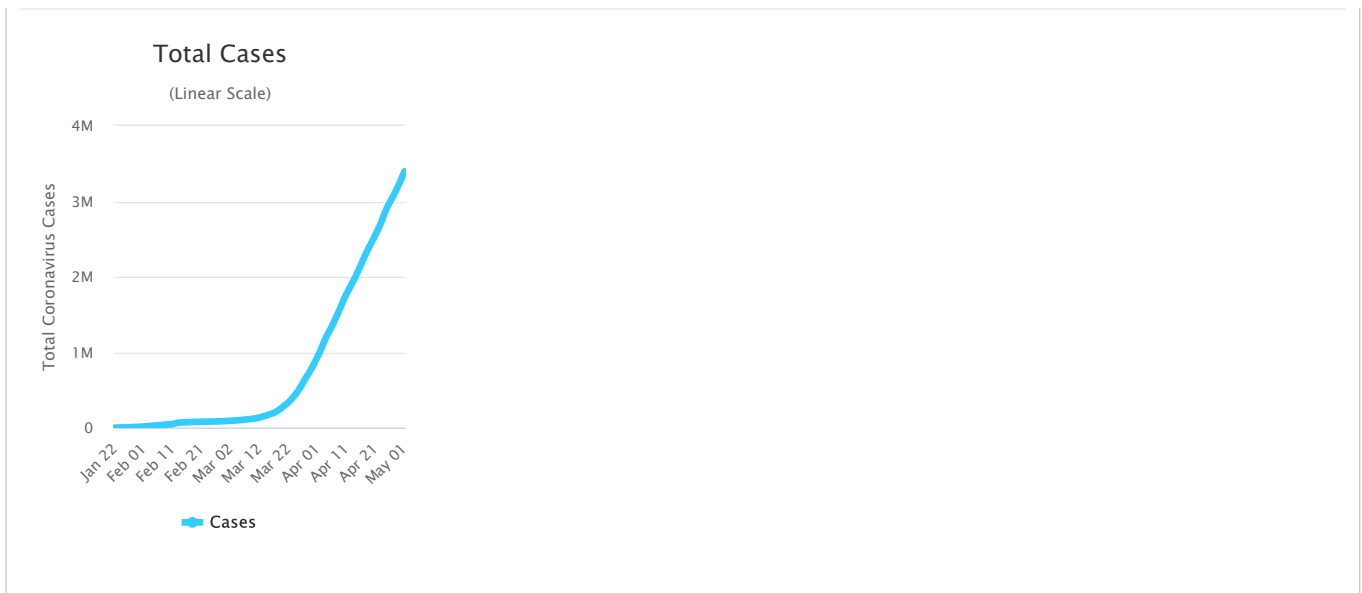 Total Cases
(Linear Scale)
Total Coronavirus Cases
4M
3M
2M
1M
0
Jan 22
Feb 01
Feb 11
Feb 21
Mar 02
Mar 12
Mar 22
Apr 01
Apr 11
Apr 21
May 01
Cases